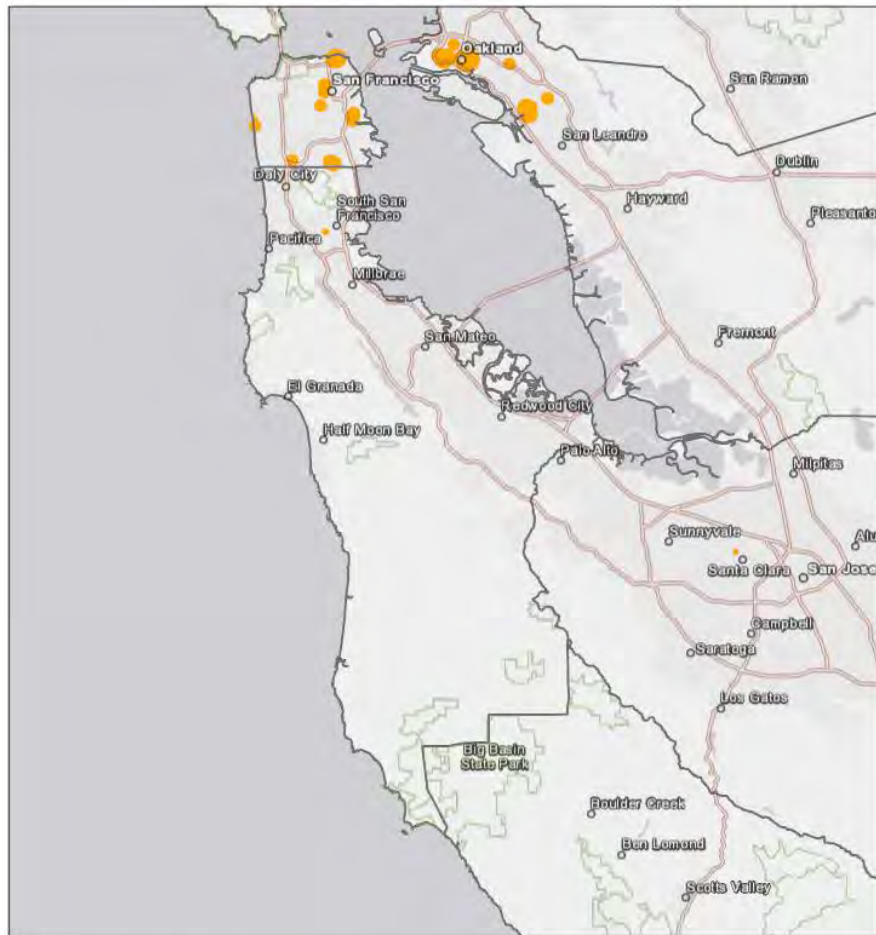 Oakland
San Francisco
San Ramon
San Leandro
Dublin
Daly City
South San
Francisco
Hayward
Pleasanto
Pacifica
Millbrae
San Mateo
Fremont
El Granada
Redwood City
Half Moon Bay
Palo Alto
Milpitas
Sunnyvale
Alu
Santa Clara
San Jose
Campbell
Saratoga
Los Gatos
Big Basin
State Park
Boulder Creek
Ben Lomond
Scotts Valley